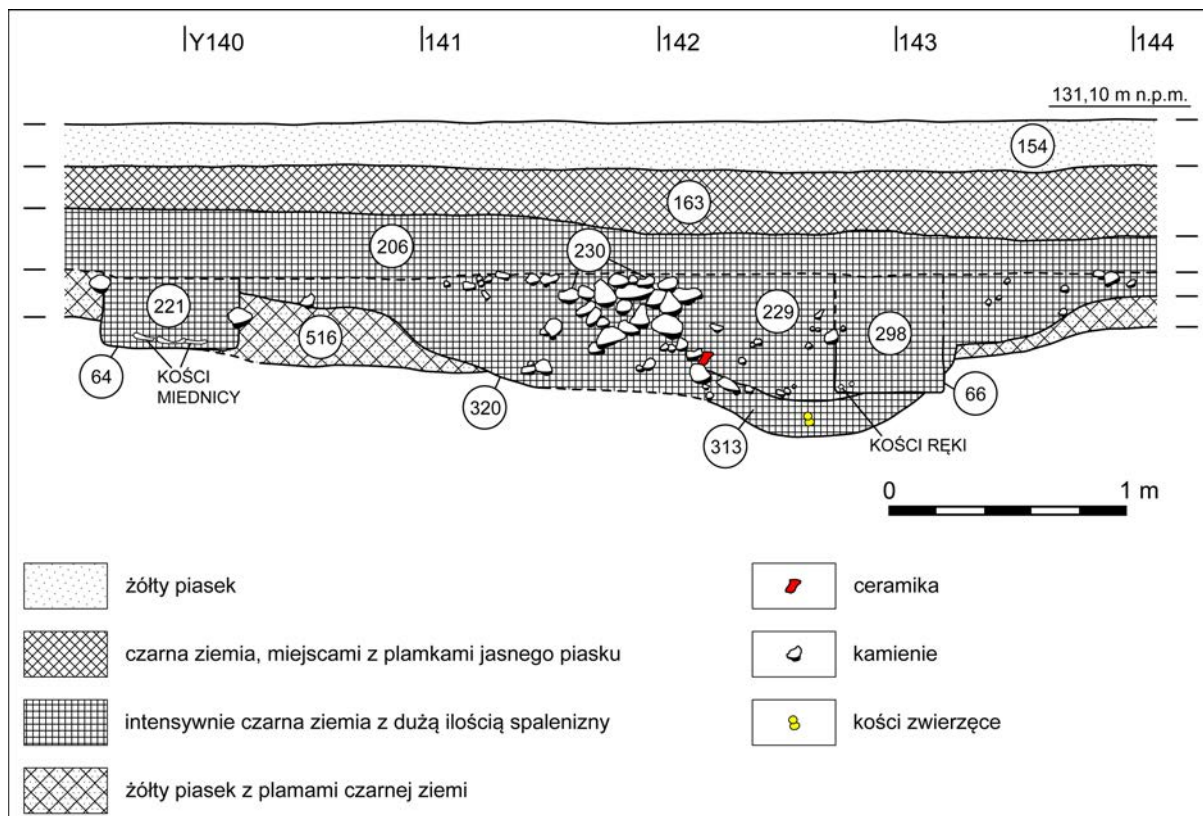 Y140 141 142 143 144
131,10 m n.p.m.
154
163
206 230
221 516 229 298
64 KOŚCI
MIEDNICY 320 313 KOŚCI RĘKI 66
0 1 m
żółty piasek
czarna ziemia, miejscami z plamkami jasnego piasku
intensywnie czarna ziemia z dużą ilością spalenizny
żółty piasek z plamami czarnej ziemi
ceramika
kamienie
kości zwierzęce